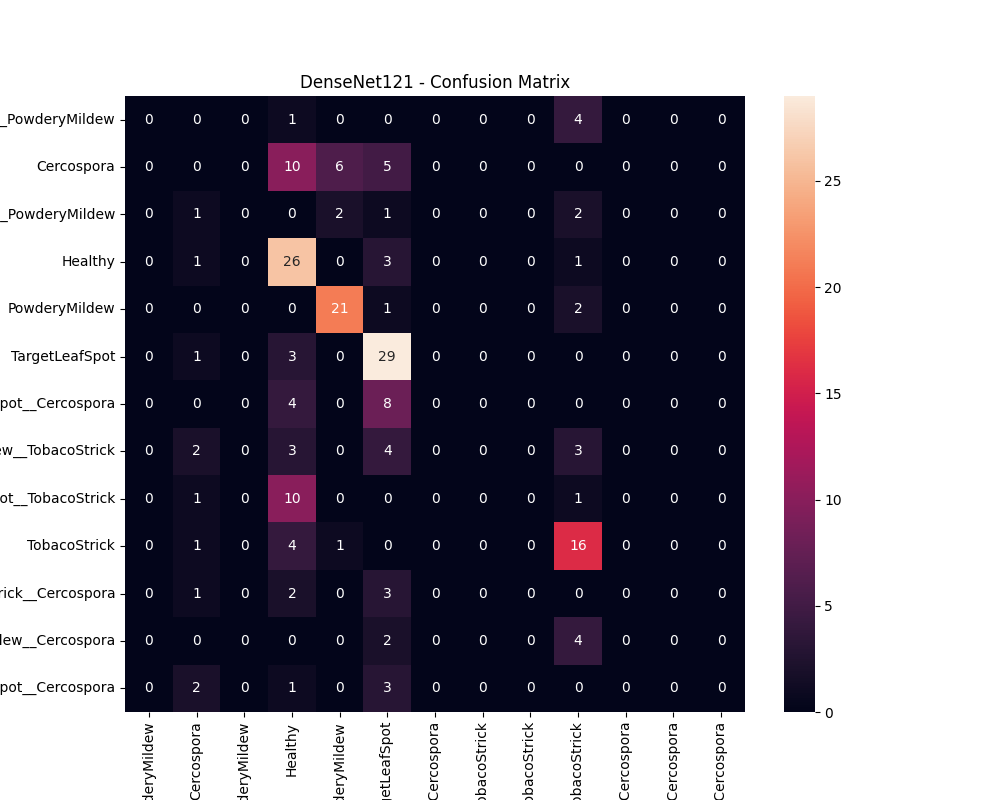 DenseNet121 - Confusion Matrix
_PowderyMildew 0 0 0 1 0 0 0 0 0 4 0 0 0
Cercospora 0 0 0 10 6 5 0 0 0 0 0 0 0
_PowderyMildew 0 1 0 0 2 1 0 0 0 2 0 0 0
Healthy 0 1 0 26 0 3 0 0 0 1 0 0 0
PowderyMildew 0 0 0 0 21 1 0 0 0 2 0 0 0
TargetLeafSpot 0 1 0 3 0 29 0 0 0 0 0 0 0
pot__Cercospora 0 0 0 4 0 8 0 0 0 0 0 0 0
ew__TobacoStrick 0 2 0 3 0 4 0 0 0 3 0 0 0
ot__TobacoStrick 0 1 0 10 0 0 0 0 0 1 0 0 0
TobacoStrick 0 1 0 4 1 0 0 0 0 16 0 0 0
rick__Cercospora 0 1 0 2 0 3 0 0 0 0 0 0 0
lew__Cercospora 0 0 0 0 0 2 0 0 0 4 0 0 0
pot__Cercospora 0 2 0 1 0 3 0 0 0 0 0 0 0
deryMildew
Cercospora
deryMildew
Healthy
deryMildew
getLeafSpot
Cercospora
obacoStrick
obacoStrick
obacoStrick
Cercospora
Cercospora
Cercospora
25
20
15
10
5
0